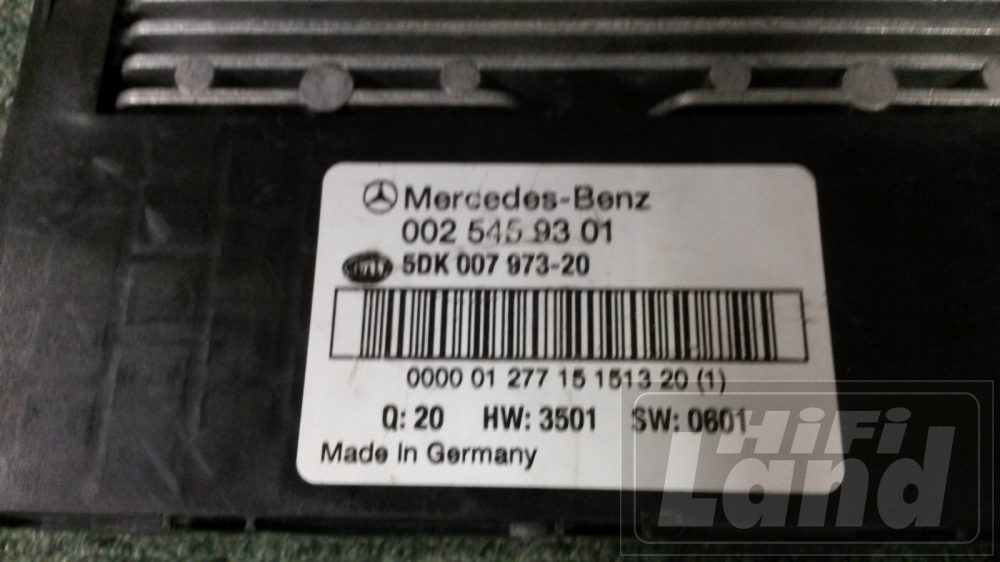 Mercedes-Benz
002 545 93 01
HELLA 5DK 007 973-20
0000 01 277 15 1513 20 (1)
Q: 20 HW: 3501 SW: 0601
Made In Germany
HiFi
Land